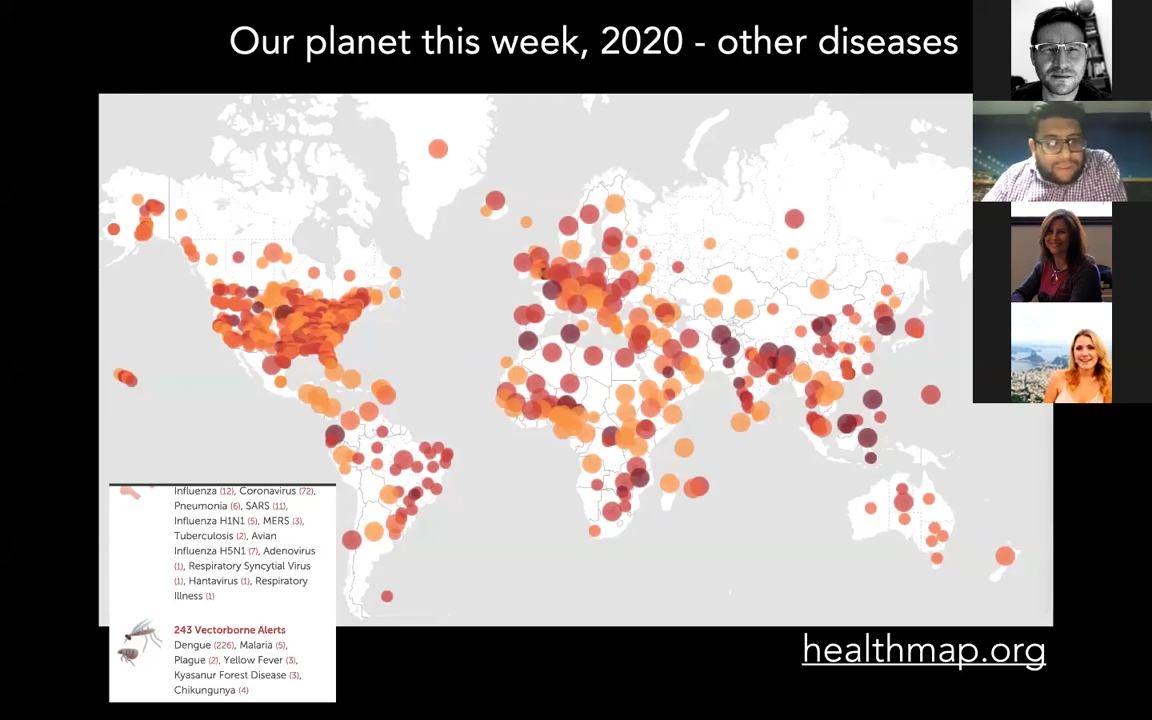 Our planet this week, 2020 - other diseases
Influenza (12), Coronavirus (72),
Pneumonia (6), SARS (11),
Influenza H1N1 (5), MERS (3),
Tuberculosis (2), Avian
Influenza H5N1 (7), Adenovirus
(1), Respiratory Syncytial Virus
(1), Hantavirus (1), Respiratory
Illness (1)
243 Vectorborne Alerts
Dengue (226), Malaria (5),
Plague (2), Yellow Fever (3),
Kyasanur Forest Disease (3),
Chikungunya (4)
healthmap.org